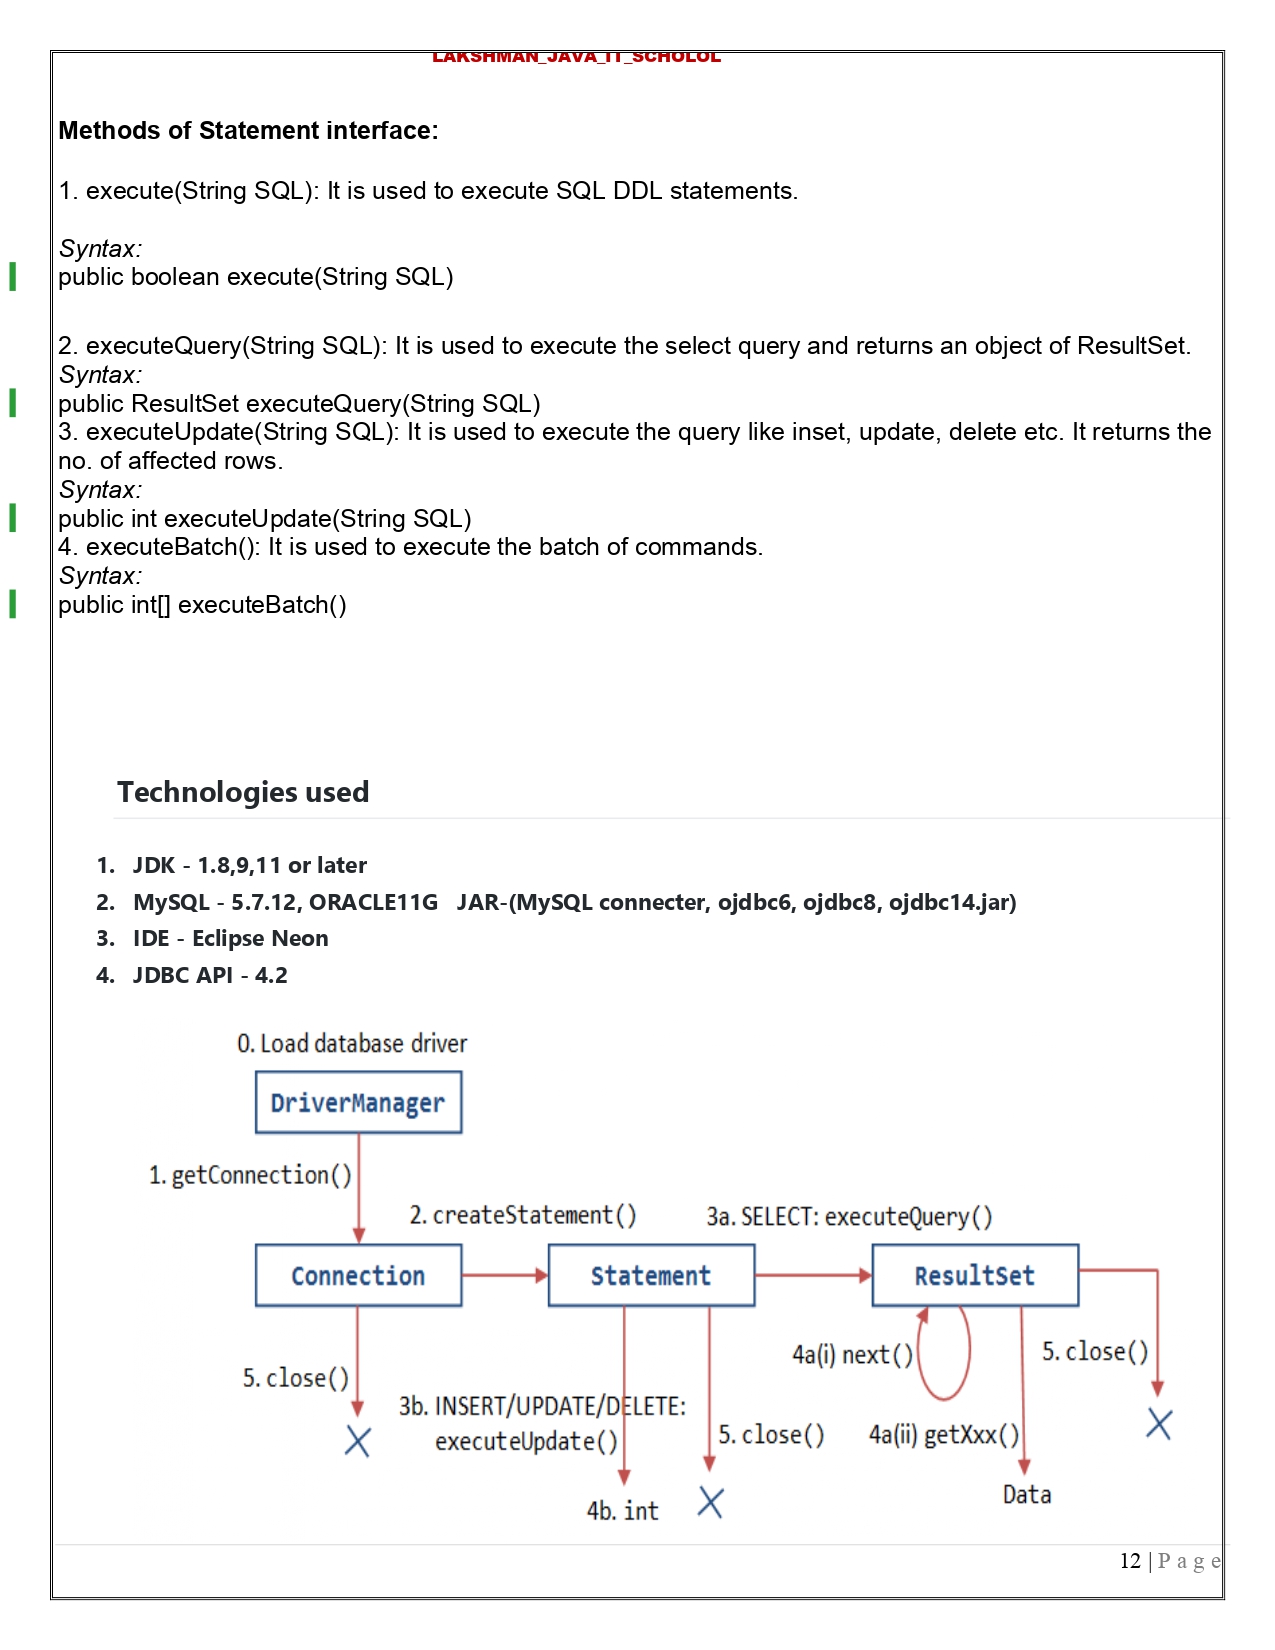 LAKSHMAN_JAVA_IT_SCHOLOL
Methods of Statement interface:
1. execute(String SQL): It is used to execute SQL DDL statements.
Syntax:
public boolean execute(String SQL)
2. executeQuery(String SQL): It is used to execute the select query and returns an object of ResultSet.
Syntax:
public ResultSet executeQuery(String SQL)
3. executeUpdate(String SQL): It is used to execute the query like inset, update, delete etc. It returns the
no. of affected rows.
Syntax:
public int executeUpdate(String SQL)
4. executeBatch(): It is used to execute the batch of commands.
Syntax:
public int[] executeBatch()
Technologies used
1. JDK - 1.8,9,11 or later
2. MySQL - 5.7.12, ORACLE11G JAR-(MySQL connecter, ojdbc6, ojdbc8, ojdbc14.jar)
3. IDE - Eclipse Neon
4. JDBC API - 4.2
0. Load database driver
DriverManager
1. getConnection()
2. createStatement()
3a. SELECT: executeQuery()
Connection
Statement
ResultSet
4a(i) next()
5. close()
5. close()
3b. INSERT/UPDATE/DELETE:
executeUpdate()
5. close()
4a(ii) getXxx()
Data
4b. int
12 | Page